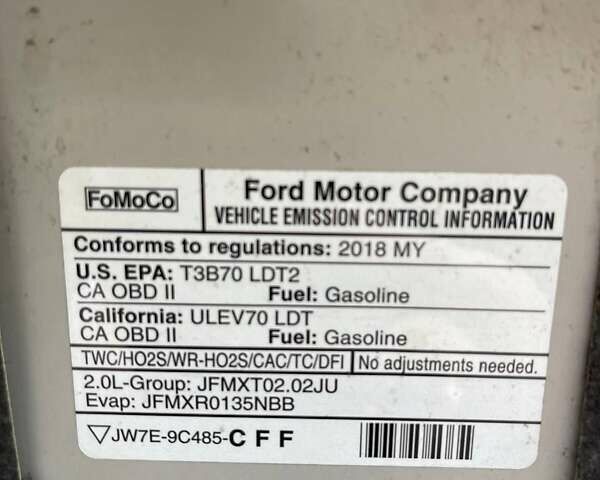 FoMoCo
Ford Motor Company
VEHICLE EMISSION CONTROL INFORMATION
Conforms to regulations: 2018 MY
U.S. EPA: T3B70 LDT2
CA OBD II Fuel: Gasoline
California: ULEV70 LDT
CA OBD II Fuel: Gasoline
TWC/HO2S/WR-HO2S/CAC/TC/DFI No adjustments needed.
2.0L-Group: JFMXT02.02JU
Evap: JFMXR0135NBB
JW7E-9C485-C F F